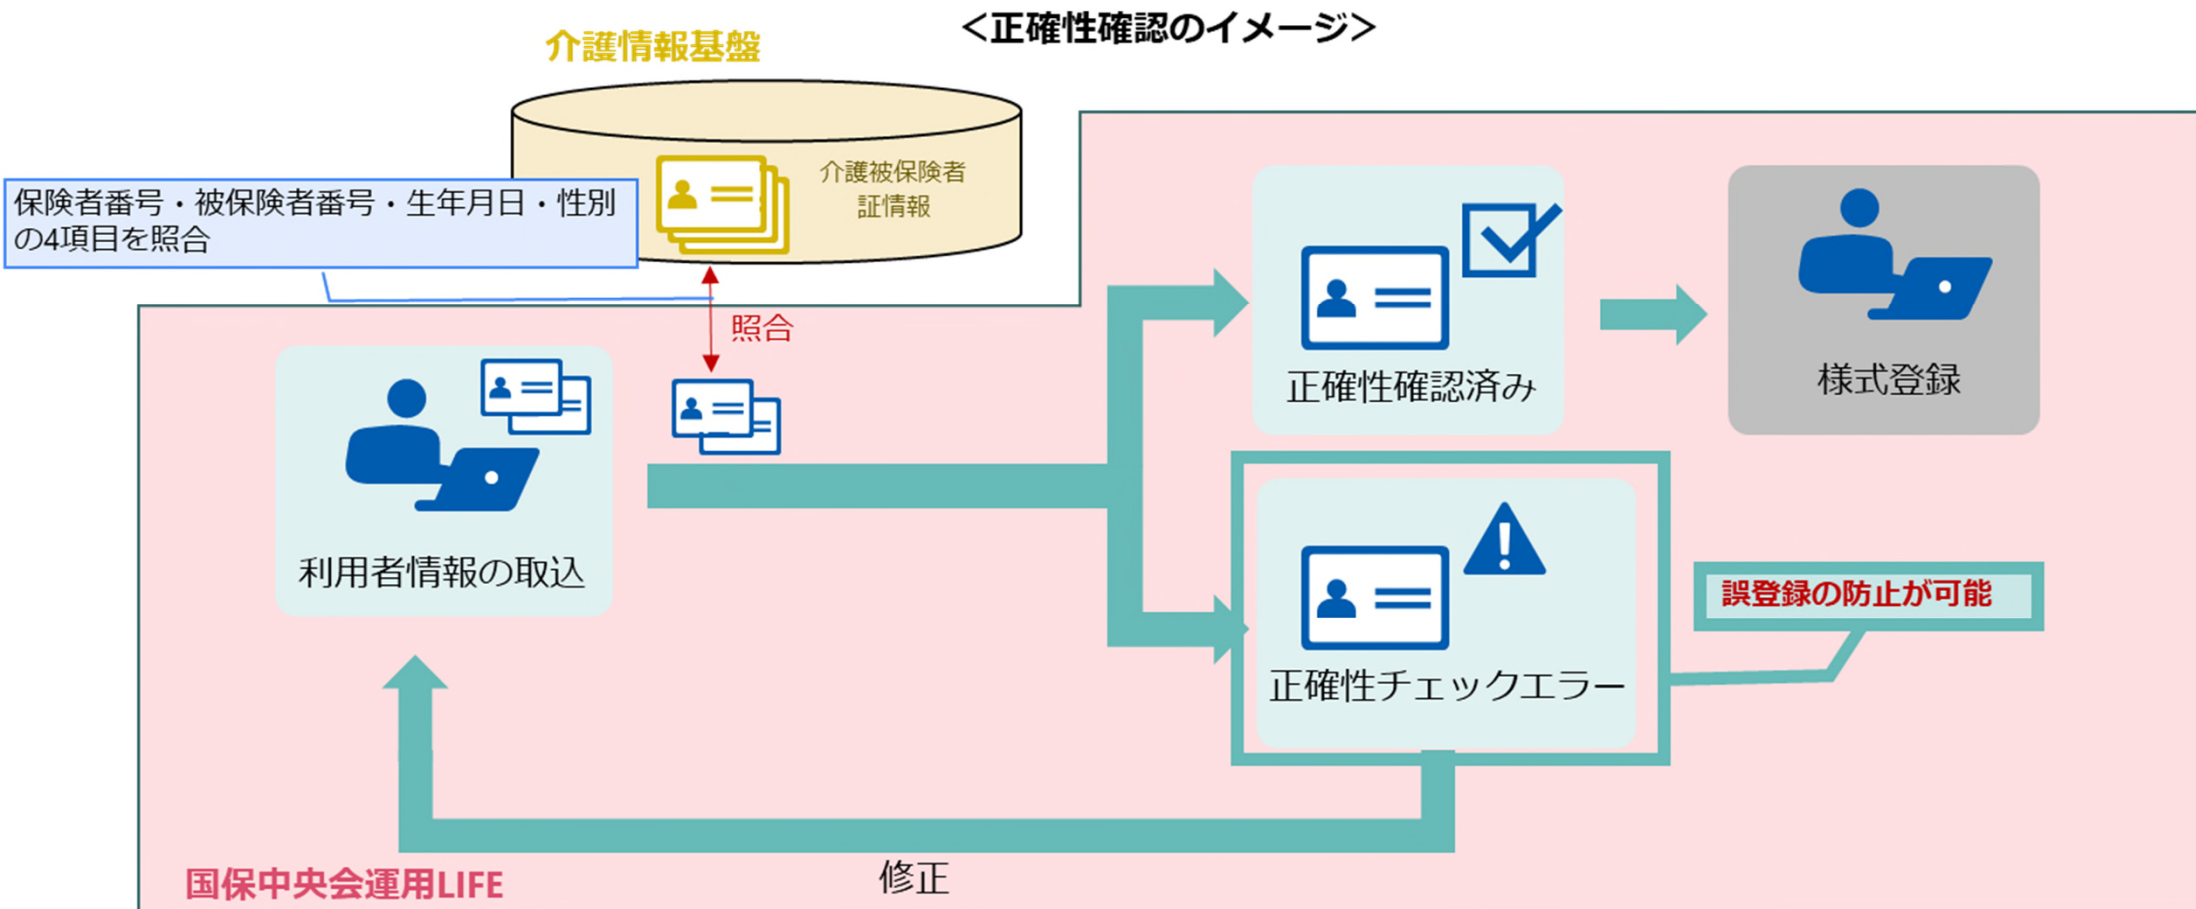 ＜正確性確認のイメージ＞
介護情報基盤
介護被保険者
証情報
保険者番号・被保険者番号・生年月日・性別
の4項目を照合
照合
利用者情報の取込
正確性確認済み
様式登録
正確性チェックエラー
誤登録の防止が可能
修正
国保中央会運用LIFE